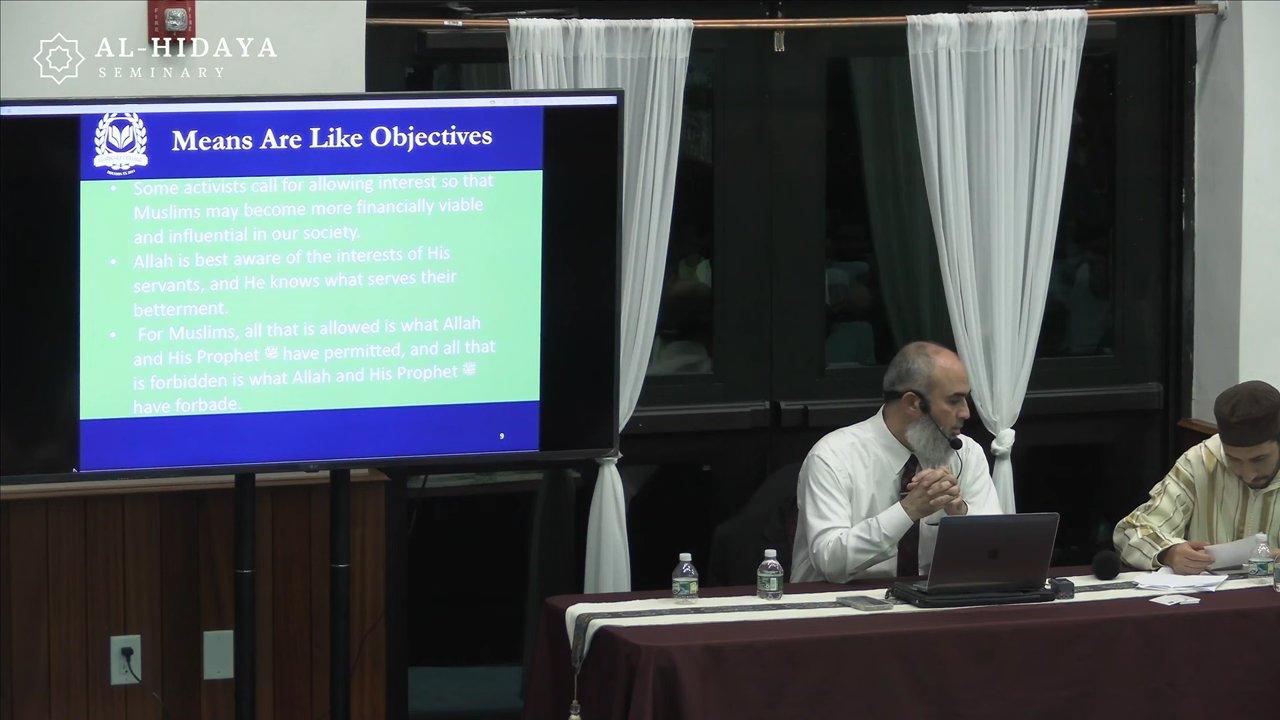 FIRE
FIRE
AL-HIDAYA
SEMINARY
Means Are Like Objectives
• Some activists call for allowing interest so that
Muslims may become more financially viable
and influential in our society.
• Allah is best aware of the interests of His
servants, and He knows what serves their
betterment.
• For Muslims, all that is allowed is what Allah
and His Prophet ﷺ have permitted, and all that
is forbidden is what Allah and His Prophet ﷺ
have forbade.
9